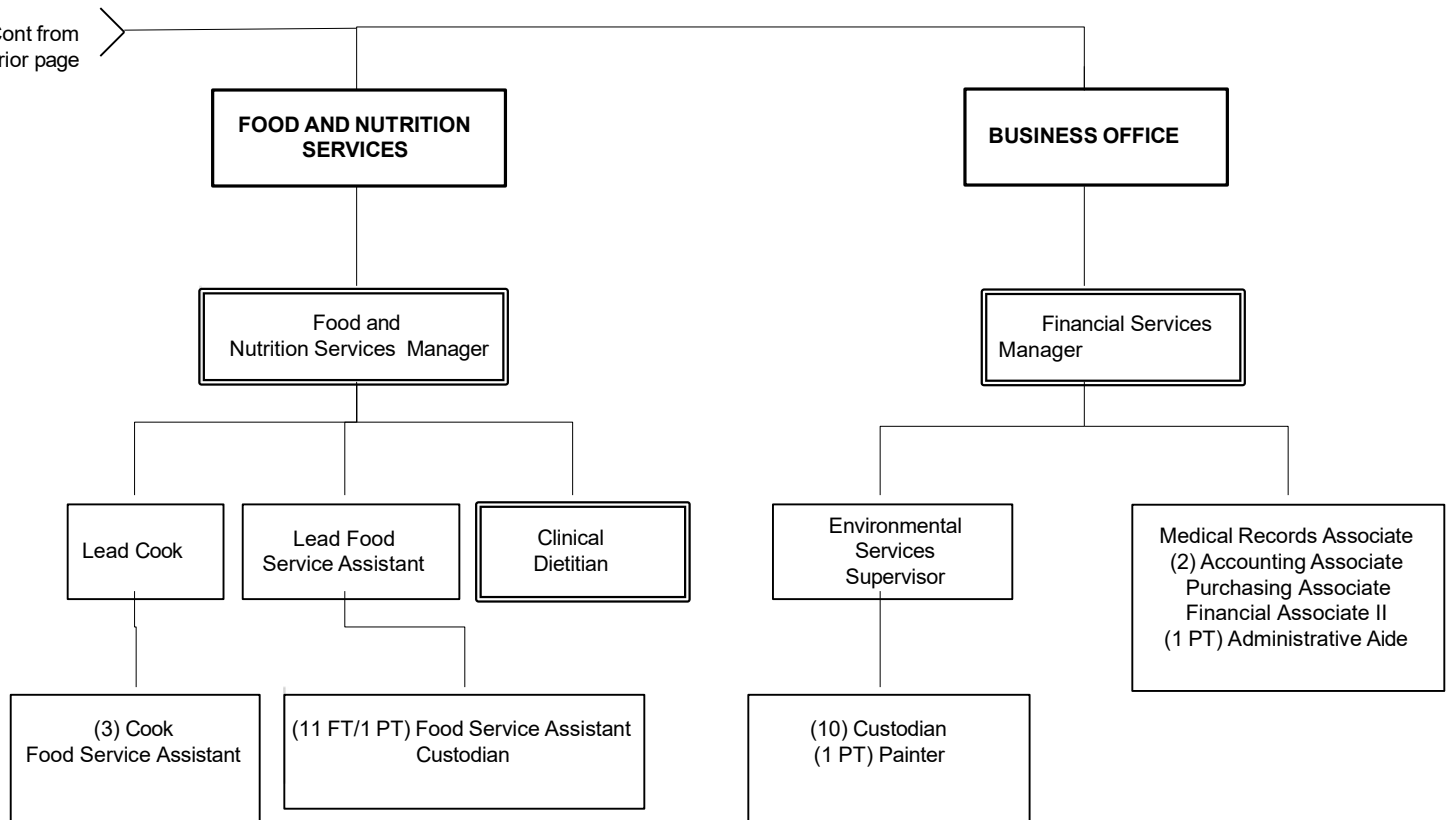 Cont from
prior page
FOOD AND NUTRITION
SERVICES
BUSINESS OFFICE
Food and
Nutrition Services Manager
Financial Services
Manager
Lead Cook
Lead Food
Service Assistant
Clinical
Dietitian
Environmental
Services
Supervisor
Medical Records Associate
(2) Accounting Associate
Purchasing Associate
Financial Associate II
(1 PT) Administrative Aide
(3) Cook
Food Service Assistant
(11 FT/1 PT) Food Service Assistant
Custodian
(10) Custodian
(1 PT) Painter